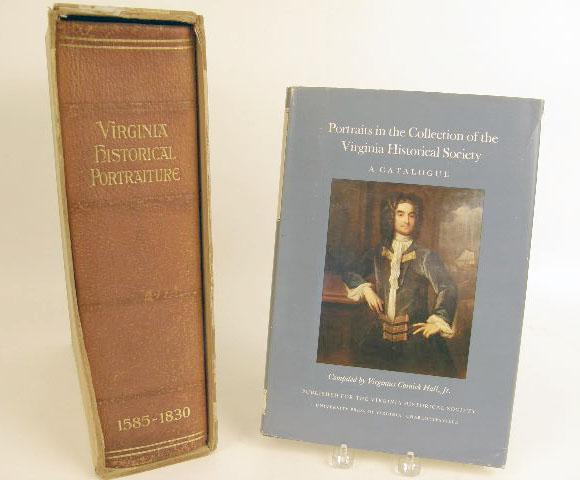 VIRGINIA
HISTORICAL
PORTRAITURE
1585-1830
Portraits in the Collection of the
Virginia Historical Society
A CATALOGUE
Compiled by Virginius Cornick Hall, Jr.
PUBLISHED FOR THE VIRGINIA HISTORICAL SOCIETY
UNIVERSITY PRESS OF VIRGINIA · CHARLOTTESVILLE